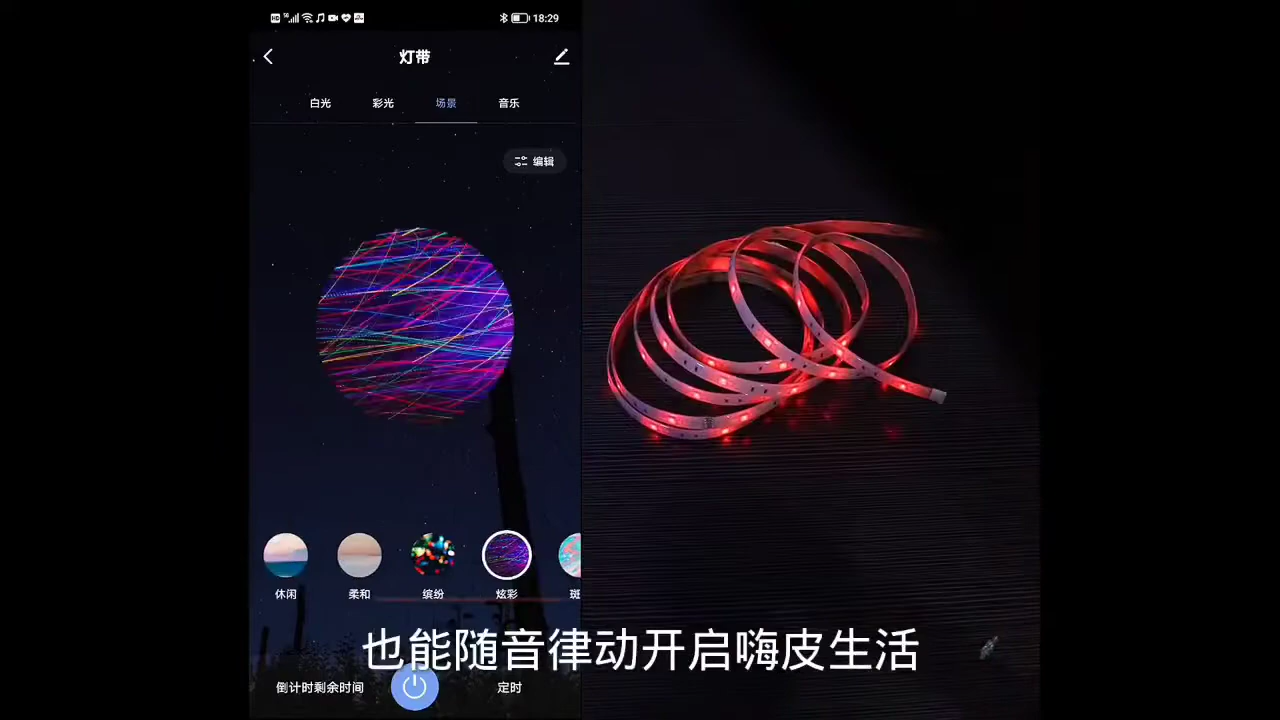 HD 5G 18:29
灯带
白光 彩光 场景 音乐
编辑
休闲 柔和 缤纷 炫彩 斑
也能随音律动开启嗨皮生活
倒计时剩余时间 定时